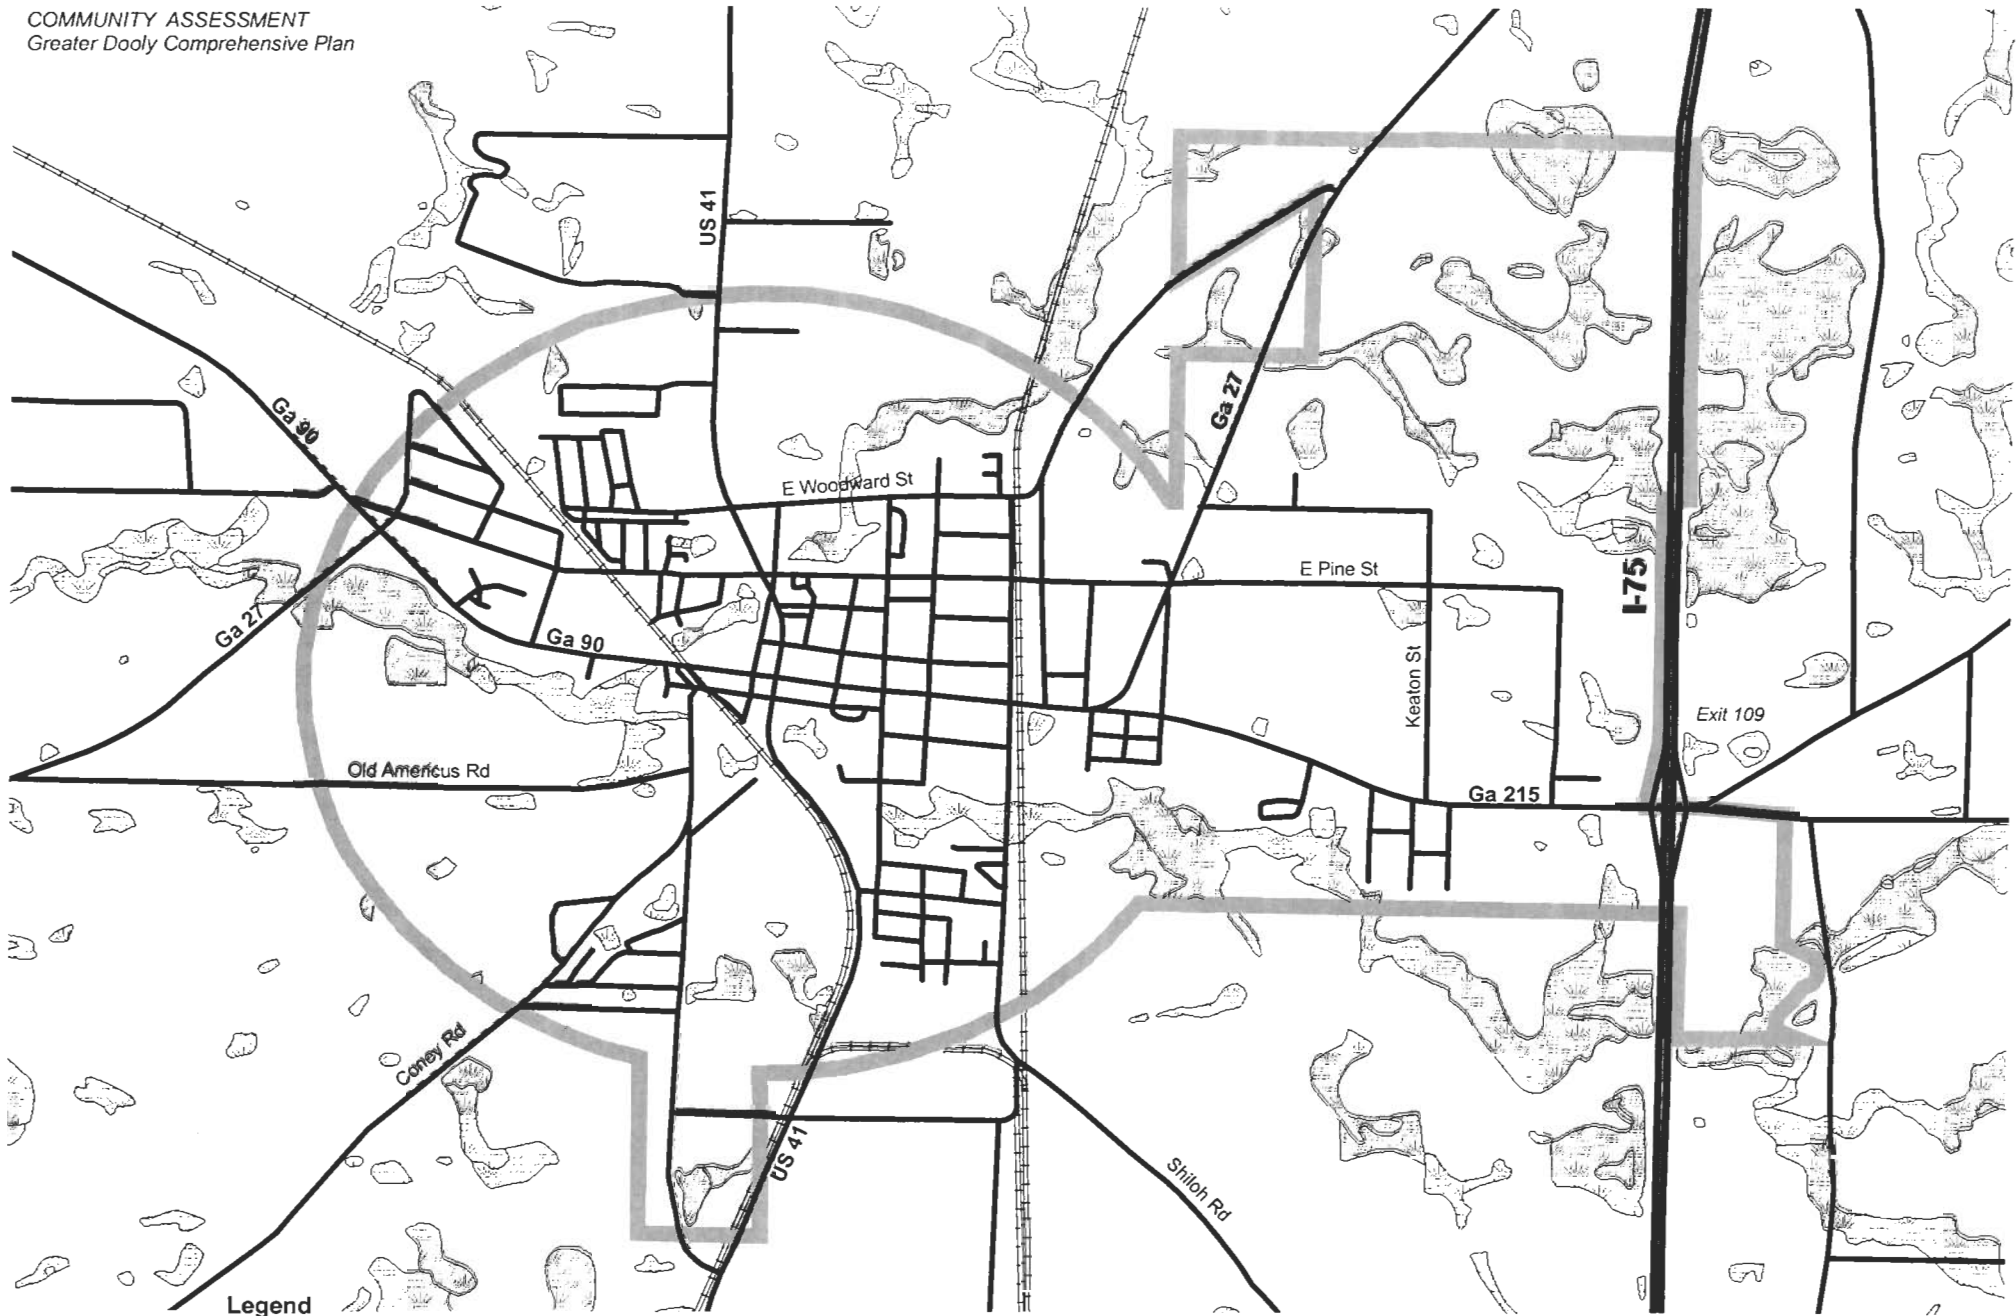 COMMUNITY ASSESSMENT
Greater Dooly Comprehensive Plan
US 41
Ga 90
Ga 27
E Woodward St
E Pine St
I-75
Ga 27
Ga 90
Keaton St
Exit 109
Old Americus Rd
Ga 215
Coney Rd
US 41
Shiloh Rd
Legend